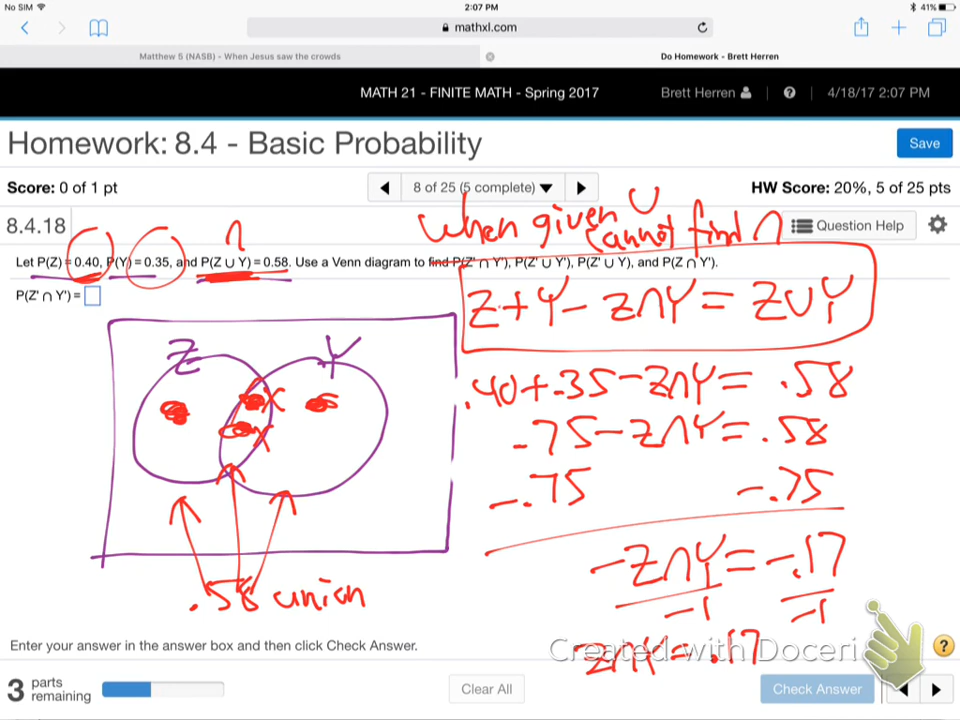 No SIM 2:07 PM 41%
mathxl.com
Matthew 5 (NASB) - When Jesus saw the crowds Do Homework - Brett Herren
MATH 21 - FINITE MATH - Spring 2017 Brett Herren ? 4/18/17 2:07 PM
Homework: 8.4 - Basic Probability Save
Score: 0 of 1 pt 8 of 25 (5 complete) HW Score: 20%, 5 of 25 pts
8.4.18 Question Help
when given ∪
cannot find ∩
∩
Let P(Z) = 0.40, P(Y) = 0.35, and P(Z ∪ Y) = 0.58. Use a Venn diagram to find P(Z' ∩ Y'), P(Z' ∪ Y'), P(Z' ∪ Y), and P(Z ∩ Y').
P(Z' ∩ Y') =
Z+Y-Z∩Y=Z∪Y
Z Y
.40+.35-Z∩Y= .58
X
X
.75-Z∩Y=.58
-.75 -.75
-Z∩Y=-.17
-1 -1
.58 union
Z∩Y=.17
Created with Doceri
Enter your answer in the answer box and then click Check Answer. ?
3 parts remaining Clear All Check Answer